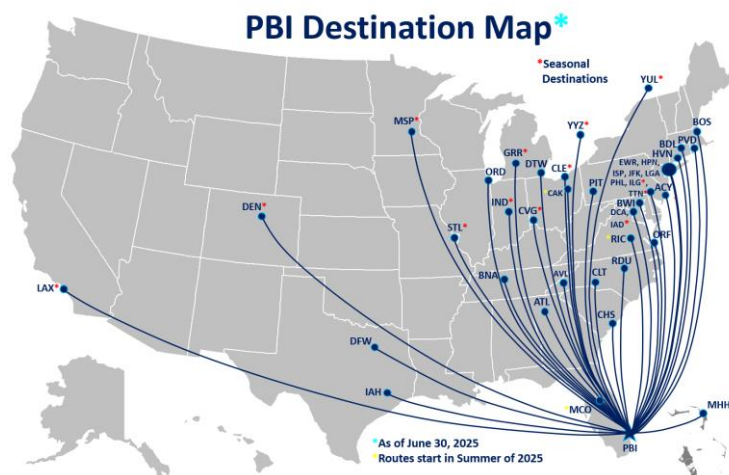 PBI Destination Map*
*Seasonal
Destinations
YUL*
MSP*
YYZ*
BOS
GRR*
DTW
CLE*
BDL PVD
HVN
EWR, HPN,
ISP, JFK, LGA
PHL, ILG*,
TTN*
ORD
*CAK
PIT
ACY
DEN*
IND*
CVG*
BWI
DCA,
IAD*
STL*
*RIC
ORF
LAX*
BNA
AVL
CLT
RDU
ATL
CHS
DFW
IAH
*MCO
MHH
PBI
*As of June 30, 2025
*Routes start in Summer of 2025